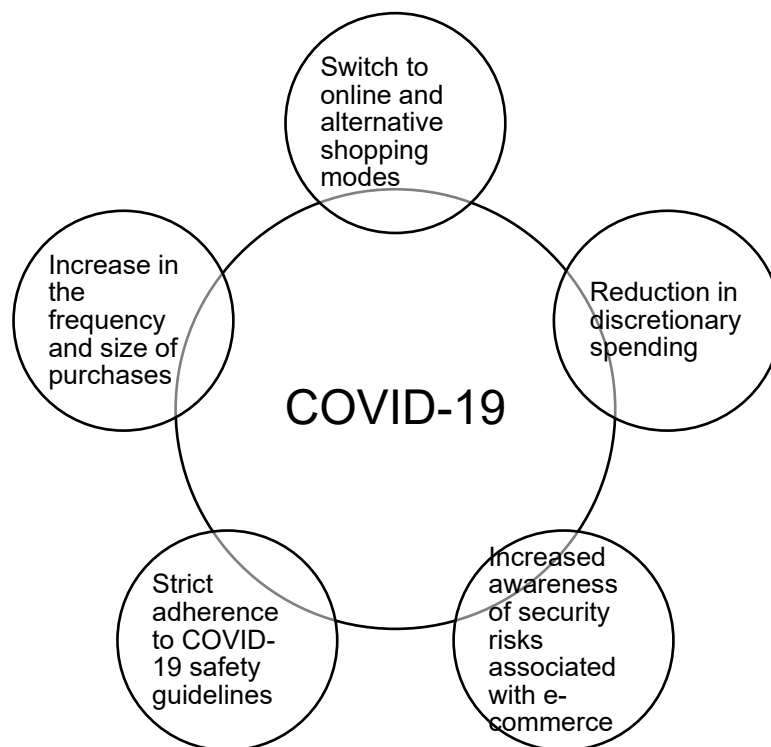 Switch to
online and
alternative
shopping
modes
Increase in
the
frequency
and size of
purchases
Reduction in
discretionary
spending
COVID-19
Strict
adherence
to COVID-
19 safety
guidelines
Increased
awareness
of security
risks
associated
with e-
commerce